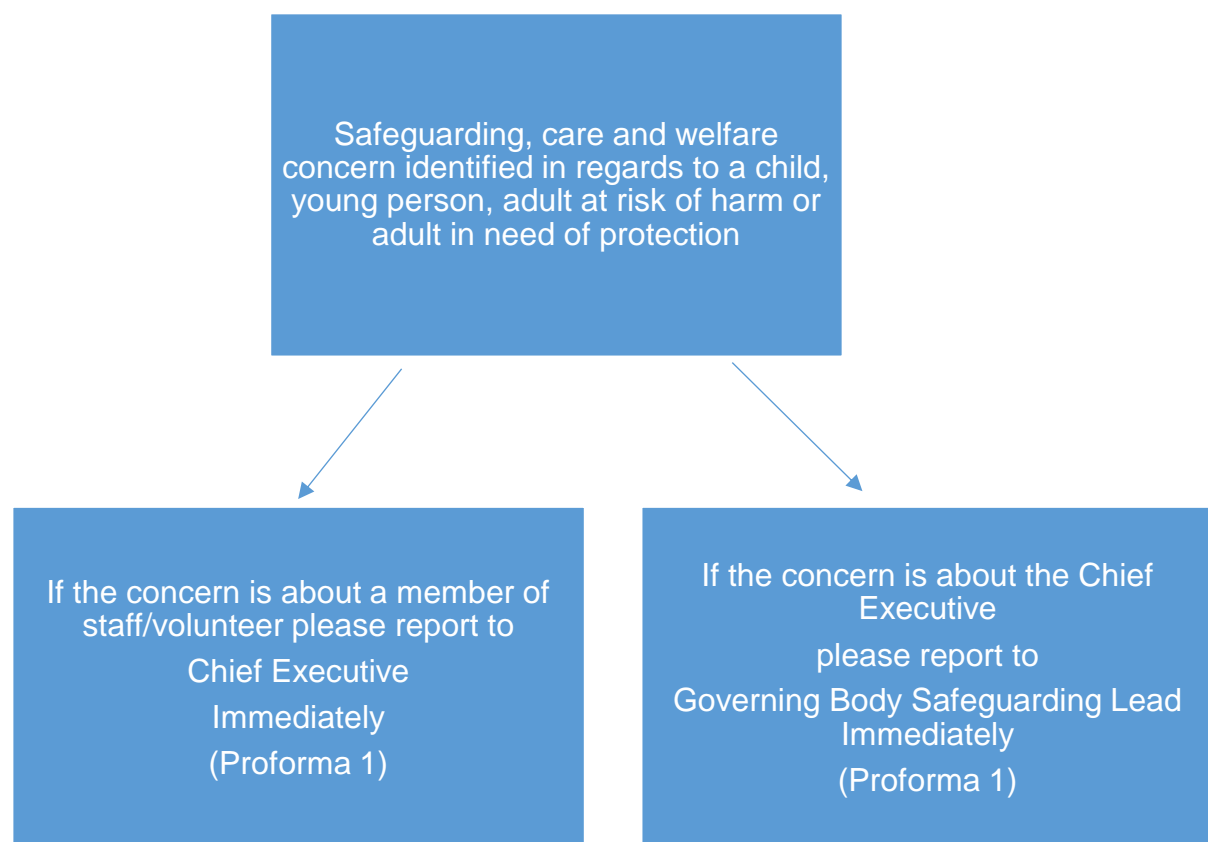 Safeguarding, care and welfare
concern identified in regards to a child,
young person, adult at risk of harm or
adult in need of protection
If the concern is about a member of
staff/volunteer please report to
Chief Executive
Immediately
(Proforma 1)
If the concern is about the Chief
Executive
please report to
Governing Body Safeguarding Lead
Immediately
(Proforma 1)